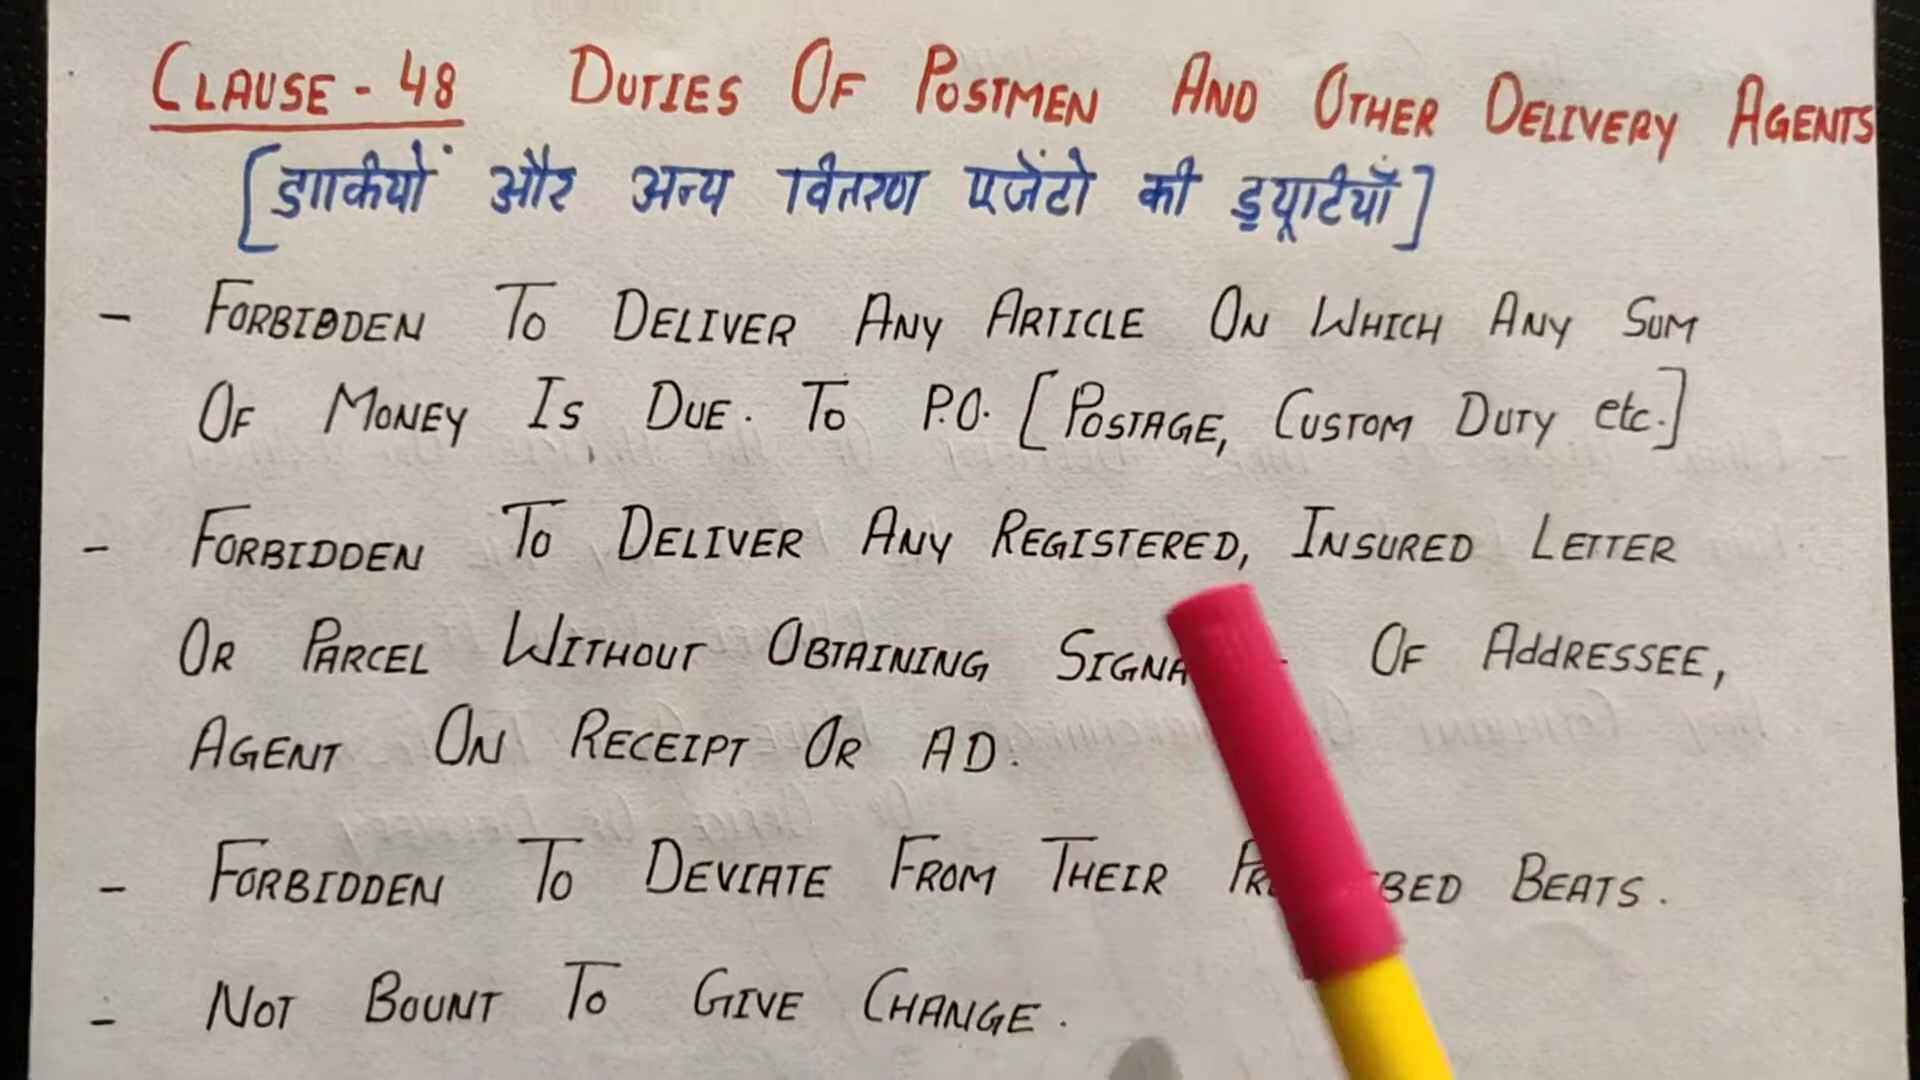 CLAUSE - 48 DUTIES OF POSTMEN AND OTHER DELIVERY AGENTS
[डाकीयों और अन्य वितरण एजेंटो की ड्यूटीयाँ]
- FORBIDDEN TO DELIVER ANY ARTICLE ON WHICH ANY SUM
OF MONEY IS DUE. TO P.O. [POSTAGE, CUSTOM DUTY etc.]
- FORBIDDEN TO DELIVER ANY REGISTERED, INSURED LETTER
OR PARCEL WITHOUT OBTAINING OF ADDRESSEE,
AGENT ON RECEIPT OR AD.
- FORBIDDEN TO DEVIATE FROM THEIR BEATS.
- NOT BOUNT TO GIVE CHANGE.